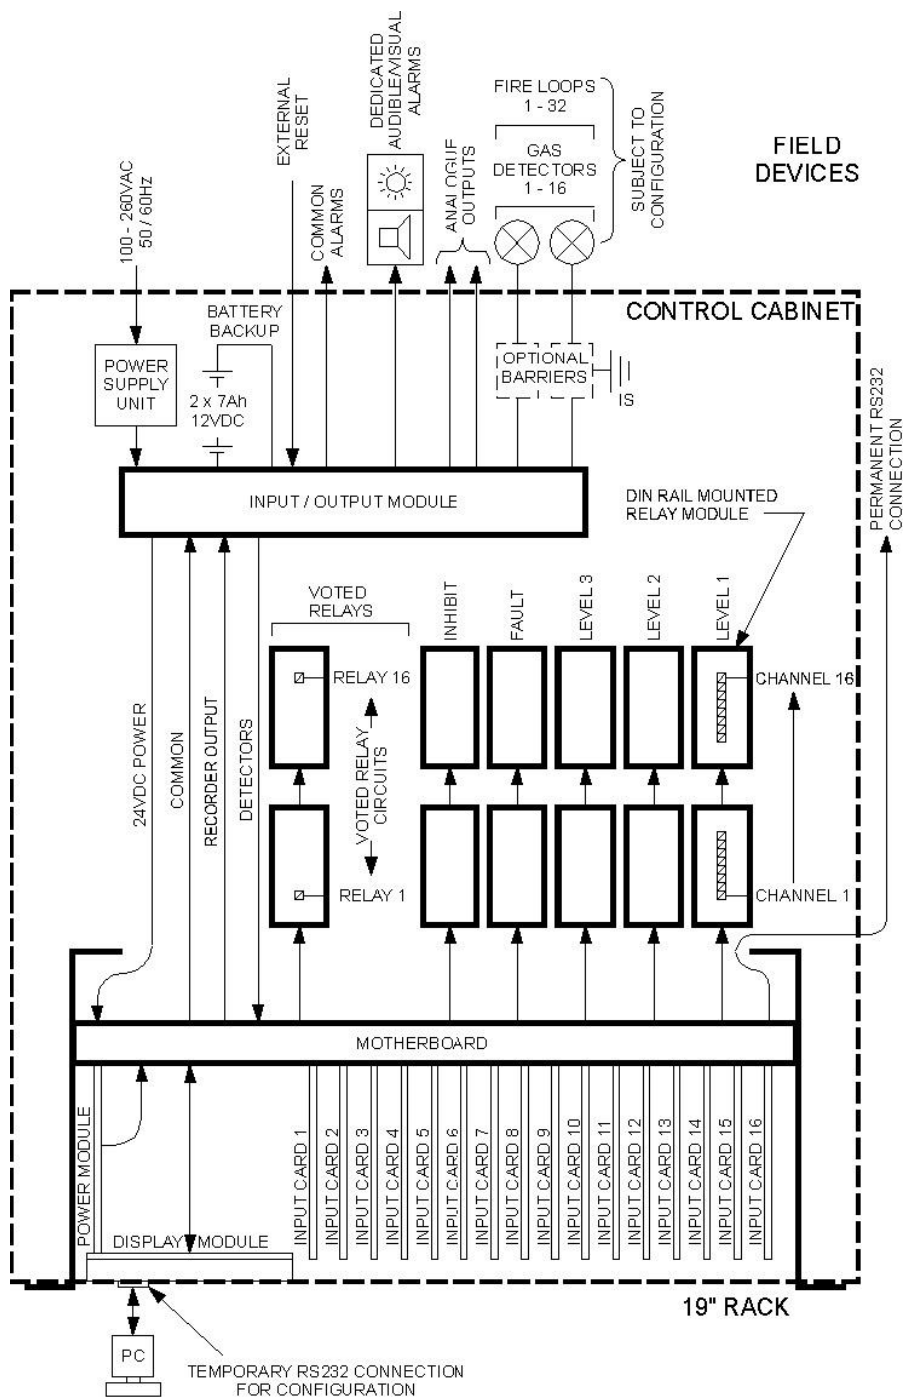 DEDICATED
AUDIBLE/VISUAL
ALARMS
FIRE LOOPS
1 - 32
GAS
DETECTORS
1 - 16
SUBJECT TO
CONFIGURATION
FIELD
DEVICES
EXTERNAL
RESET
COMMON
ALARMS
ANALOGUE
OUTPUTS
100 - 260VAC
50 / 60Hz
CONTROL CABINET
BATTERY
BACKUP
POWER
SUPPLY
UNIT
2 x 7Ah
12VDC
OPTIONAL
BARRIERS
IS
PERMANENT RS232
CONNECTION
INPUT / OUTPUT MODULE
DIN RAIL MOUNTED
RELAY MODULE
VOTED
RELAYS
INHIBIT
FAULT
LEVEL 3
LEVEL 2
LEVEL 1
RELAY 16
CHANNEL 16
VOTED RELAY
CIRCUITS
24VDC POWER
COMMON
RECORDER OUTPUT
DETECTORS
RELAY 1
CHANNEL 1
MOTHERBOARD
POWER MODULE
INPUT CARD 1
INPUT CARD 2
INPUT CARD 3
INPUT CARD 4
INPUT CARD 5
INPUT CARD 6
INPUT CARD 7
INPUT CARD 8
INPUT CARD 9
INPUT CARD 10
INPUT CARD 11
INPUT CARD 12
INPUT CARD 13
INPUT CARD 14
INPUT CARD 15
INPUT CARD 16
DISPLAY MODULE
19" RACK
PC
TEMPORARY RS232 CONNECTION
FOR CONFIGURATION